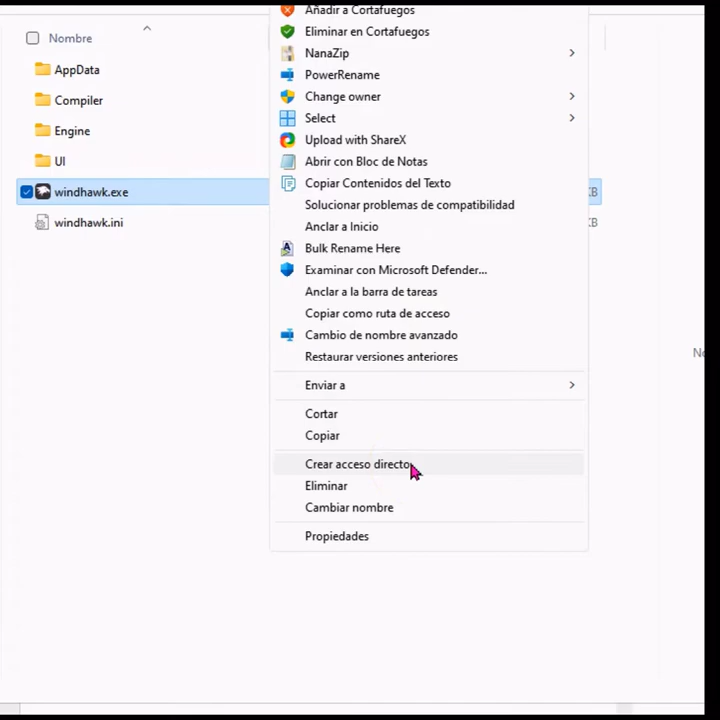 Nombre
AppData
Compiler
Engine
UI
windhawk.exe
windhawk.ini
Añadir a Cortafuegos
Eliminar en Cortafuegos
NanaZip
PowerRename
Change owner
Select
Upload with ShareX
Abrir con Bloc de Notas
Copiar Contenidos del Texto
Solucionar problemas de compatibilidad
Anclar a Inicio
Bulk Rename Here
Examinar con Microsoft Defender...
Anclar a la barra de tareas
Copiar como ruta de acceso
Cambio de nombre avanzado
Restaurar versiones anteriores
Enviar a
Cortar
Copiar
Crear acceso directo
Eliminar
Cambiar nombre
Propiedades